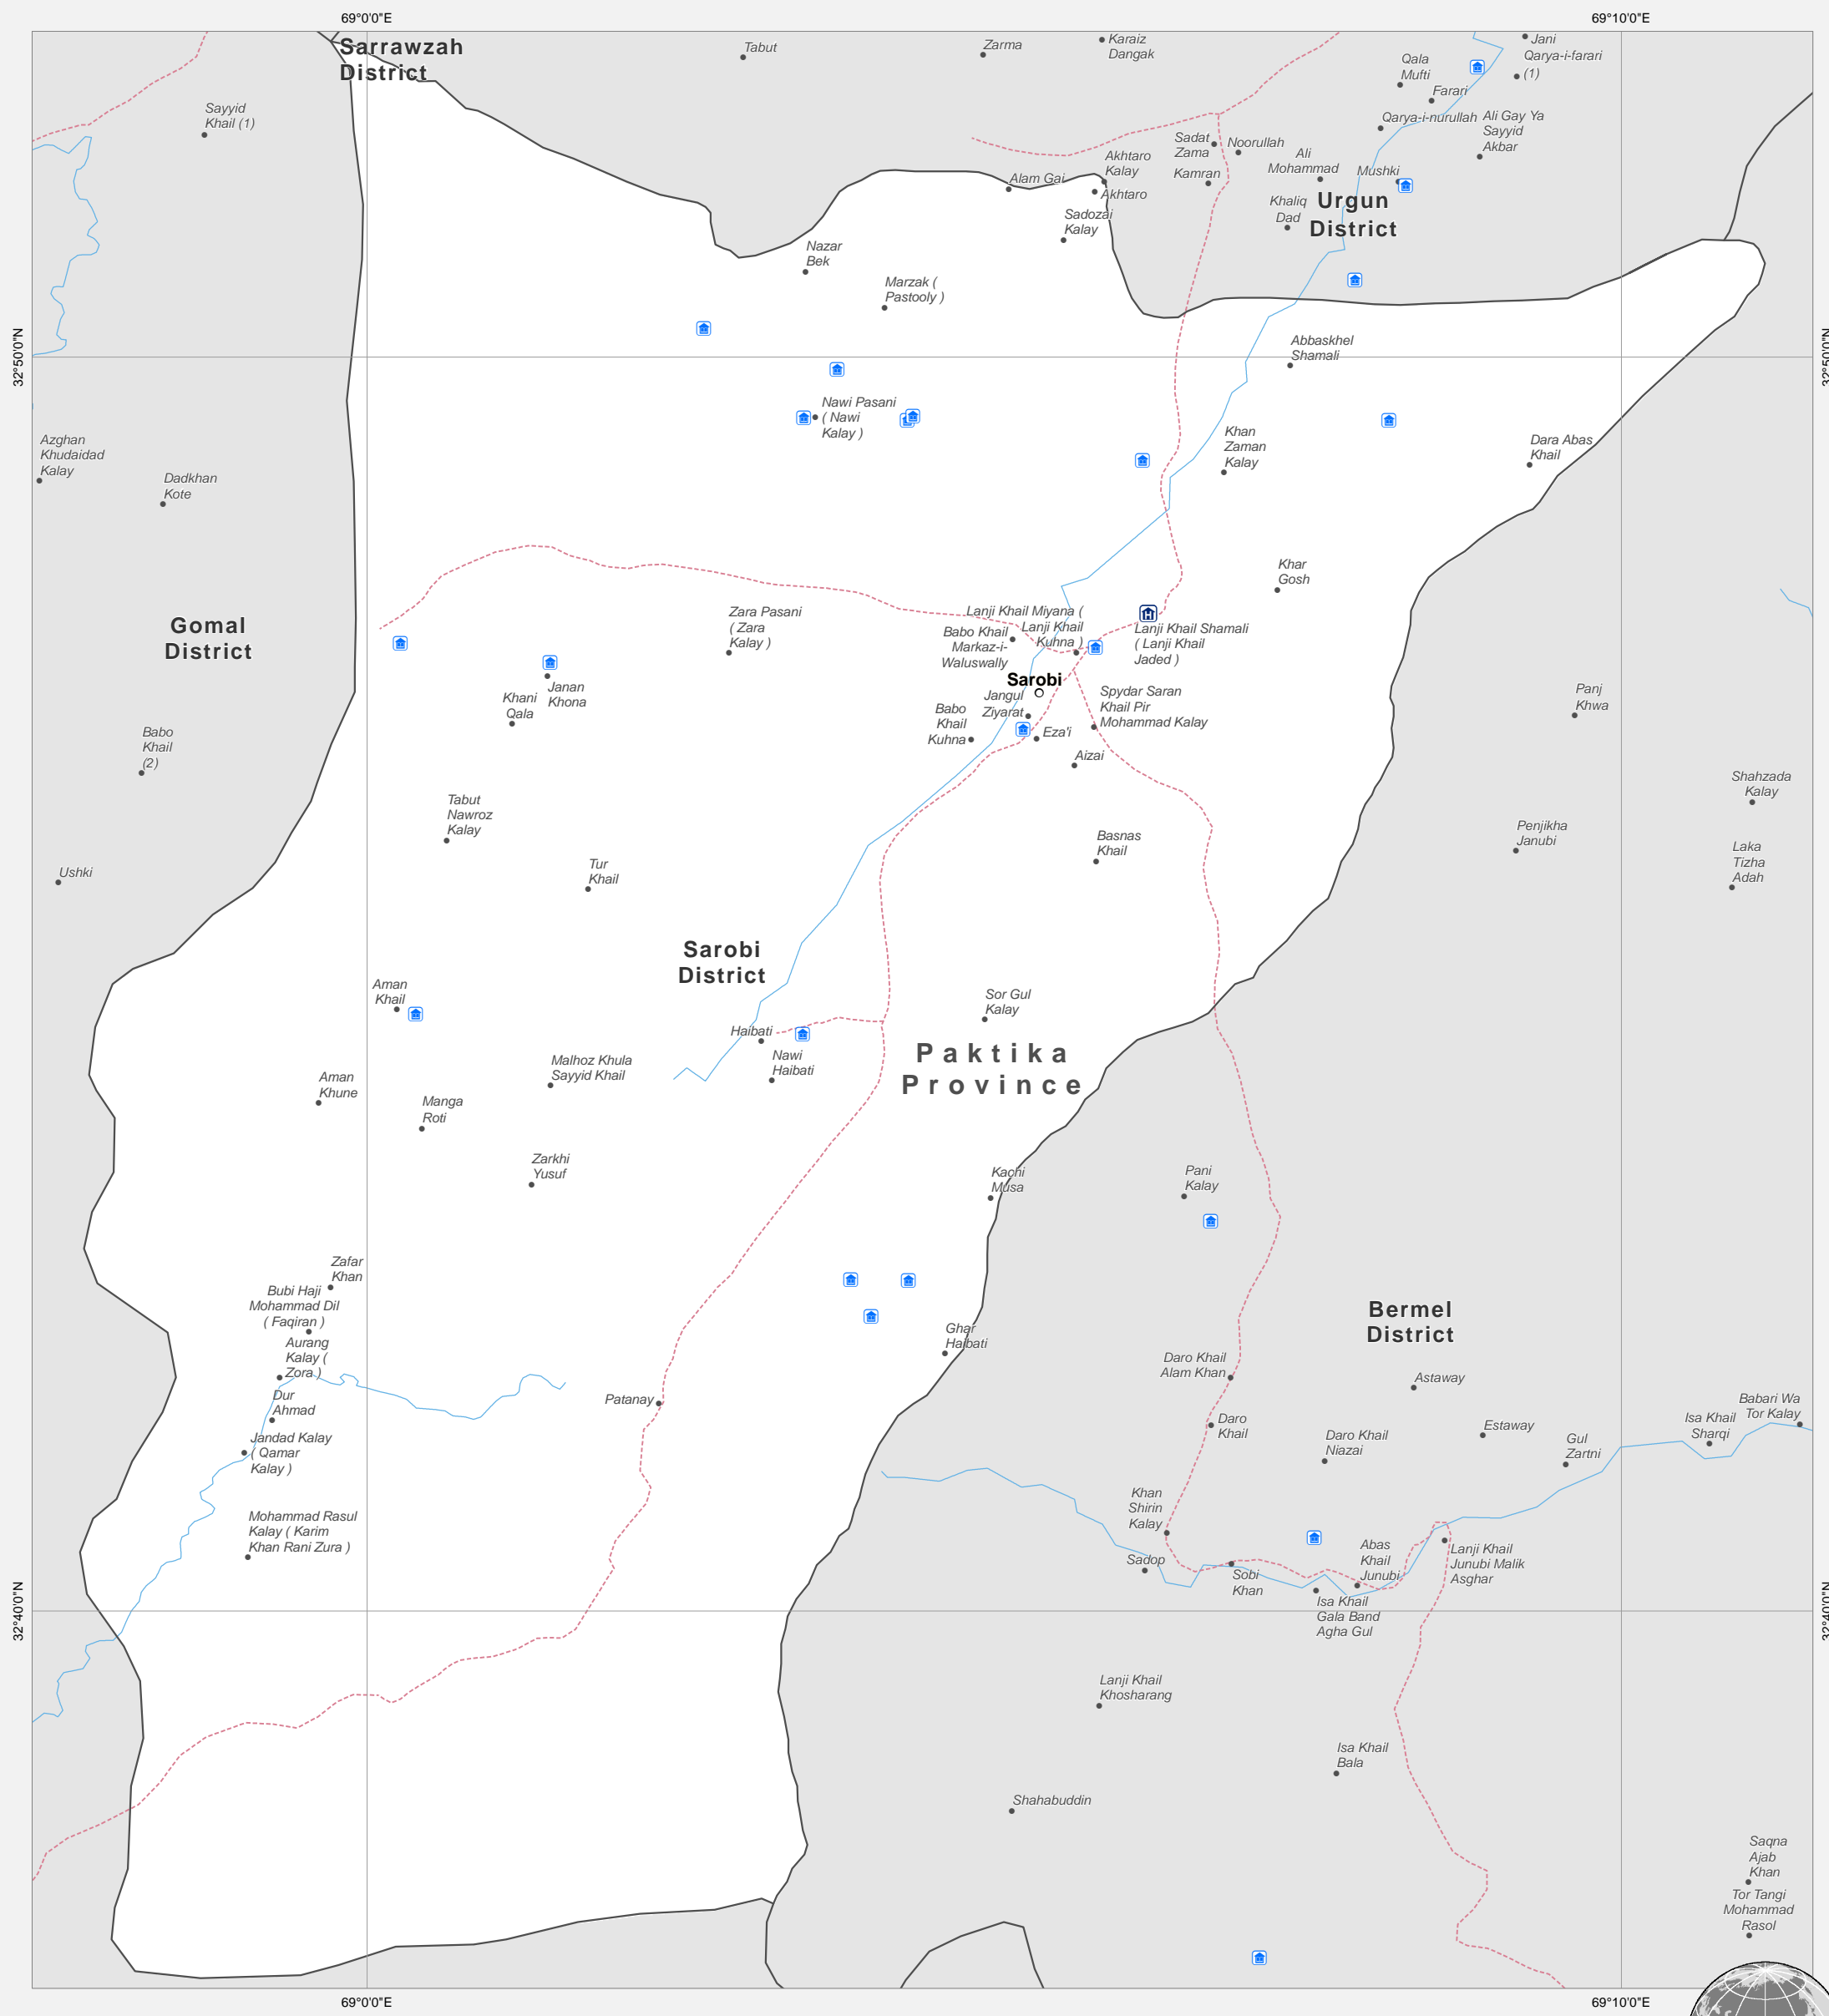 69°0'0"E
69°10'0"E
Sarrawzah
District
Tabut
Zarma
Karaiz
Dangak
Jani
Qarya-i-farari
(1)
Qala
Mufti
Farari
Sayyid
Khail (1)
Qarya-i-nurullah
Ali Gay Ya
Sayyid
Akbar
Sadat
Zama
Noorullah
Ali
Mohammad
Mushki
Akhtaro
Kalay
Kamran
Alam Gai
Akhtaro
Urgun
District
Khaliq
Dad
Sadozai
Kalay
Nazar
Bek
Marzak (
Pastooly )
32°50'0"N
32°50'0"N
Abbaskhel
Shamali
Nawi Pasani
( Nawi
Kalay )
Khan
Zaman
Kalay
Dara Abas
Khail
Azghan
Khudaidad
Kalay
Dadkhan
Kote
Khar
Gosh
Gomal
District
Zara Pasani
( Zara
Kalay )
Lanji Khail Miyana (
Lanji Khail
Kuhna )
Babo Khail
Markaz-i-
Waluswally
Lanji Khail Shamali
( Lanji Khail
Jaded )
Sarobi
Janan
Khona
Khani
Qala
Jangul
Ziyarat
Spydar Saran
Khail Pir
Mohammad Kalay
Babo
Khail
Kuhna
Eza'i
Aizai
Panj
Khwa
Babo
Khail
(2)
Shahzada
Kalay
Tabut
Nawroz
Kalay
Basnas
Khail
Penjikha
Janubi
Laka
Tizha
Adah
Ushki
Tur
Khail
Sarobi
District
Aman
Khail
Sor Gul
Kalay
Haibati
Nawi
Haibati
Paktika
Province
Malhoz Khula
Sayyid Khail
Aman
Khune
Manga
Roti
Zarkhi
Yusuf
Kachi
Musa
Pani
Kalay
Zafar
Khan
Bubi Haji
Mohammad Dil
( Faqiran )
Aurang
Kalay (
Zora )
Bermel
District
Ghar
Haibati
Daro Khail
Alam Khan
Astaway
Dur
Ahmad
Patanay
Daro
Khail
Estaway
Babari Wa
Tor Kalay
Isa Khail
Sharqi
Jandad Kalay
( Qamar
Kalay )
Daro Khail
Niazai
Gul
Zartni
Khan
Shirin
Kalay
Mohammad Rasul
Kalay ( Karim
Khan Rani Zura )
Sadop
Sobi
Khan
Abas
Khail
Junubi
Lanji Khail
Junubi Malik
Asghar
Isa Khail
Gala Band
Agha Gul
32°40'0"N
32°40'0"N
Lanji Khail
Khosharang
Isa Khail
Bala
Shahabuddin
Saqna
Ajab
Khan
Tor Tangi
Mohammad
Rasol
69°0'0"E
69°10'0"E